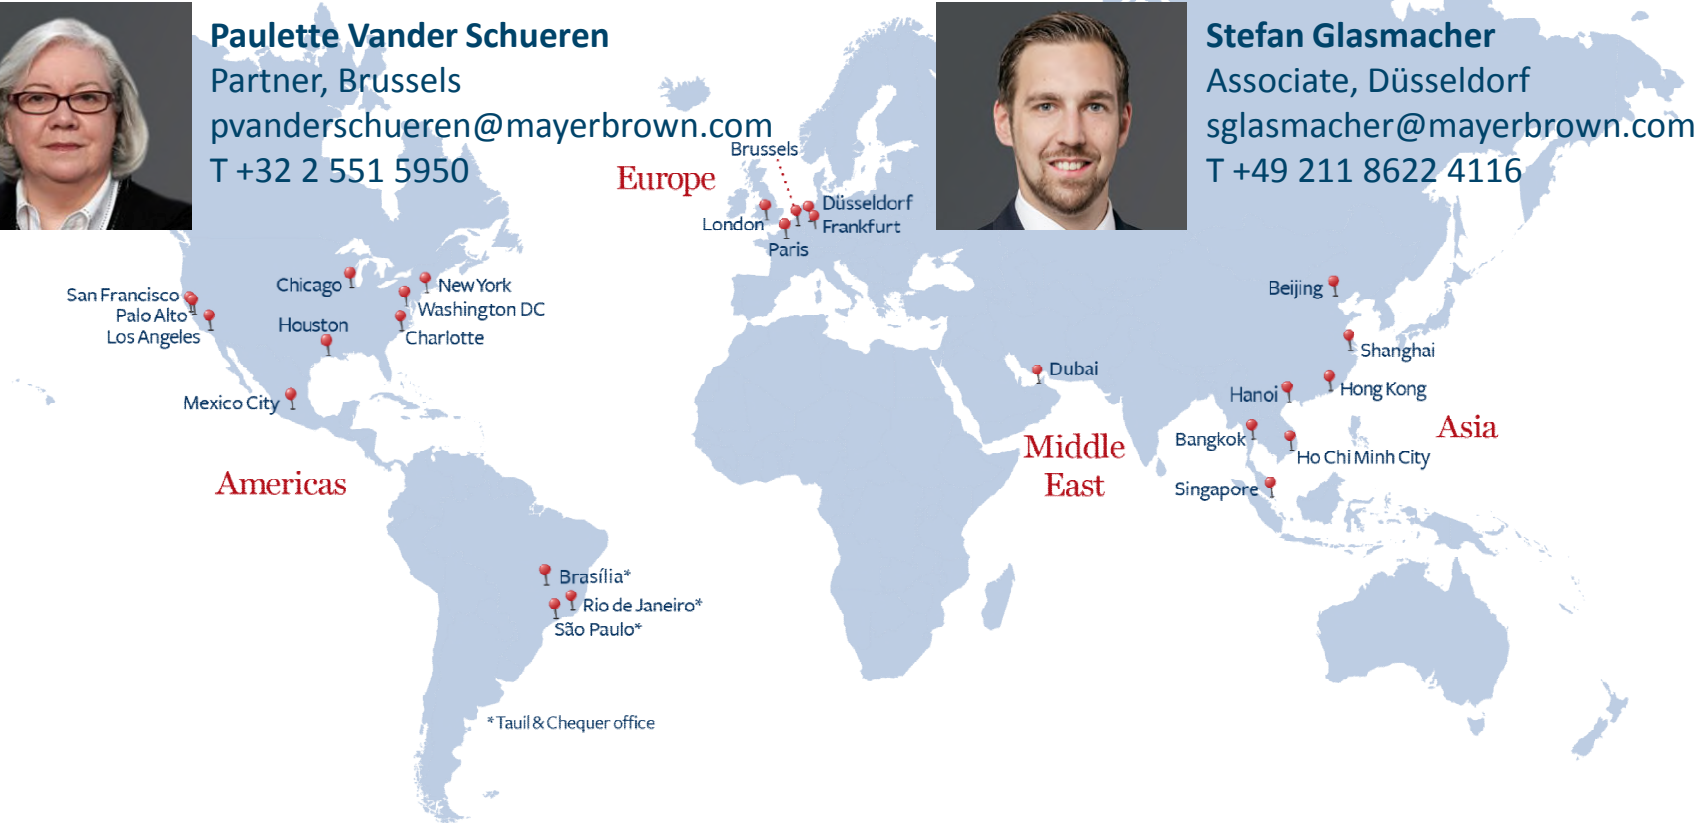 Paulette Vander Schueren
Partner, Brussels
pvanderschueren@mayerbrown.com
T +32 2 551 5950
Stefan Glasmacher
Associate, Düsseldorf
sglasmacher@mayerbrown.com
T +49 211 8622 4116
Europe
Brussels
London
Paris
Düsseldorf
Frankfurt
San Francisco
Palo Alto
Los Angeles
Chicago
Houston
New York
Washington DC
Charlotte
Mexico City
Americas
Brasília*
Rio de Janeiro*
São Paulo*
*Tauil & Chequer office
Dubai
Middle
East
Beijing
Shanghai
Hong Kong
Hanoi
Bangkok
Ho Chi Minh City
Singapore
Asia